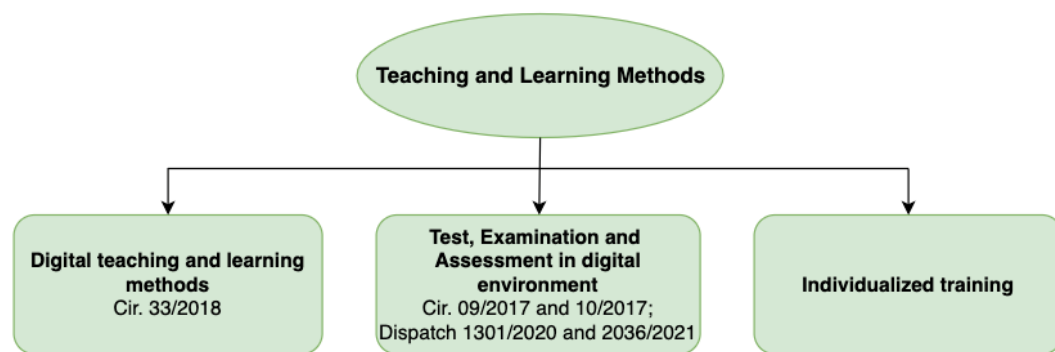 Teaching and Learning Methods
Digital teaching and learning
methods
Cir. 33/2018
Test, Examination and
Assessment in digital
environment
Cir. 09/2017 and 10/2017;
Dispatch 1301/2020 and 2036/2021
Individualized training